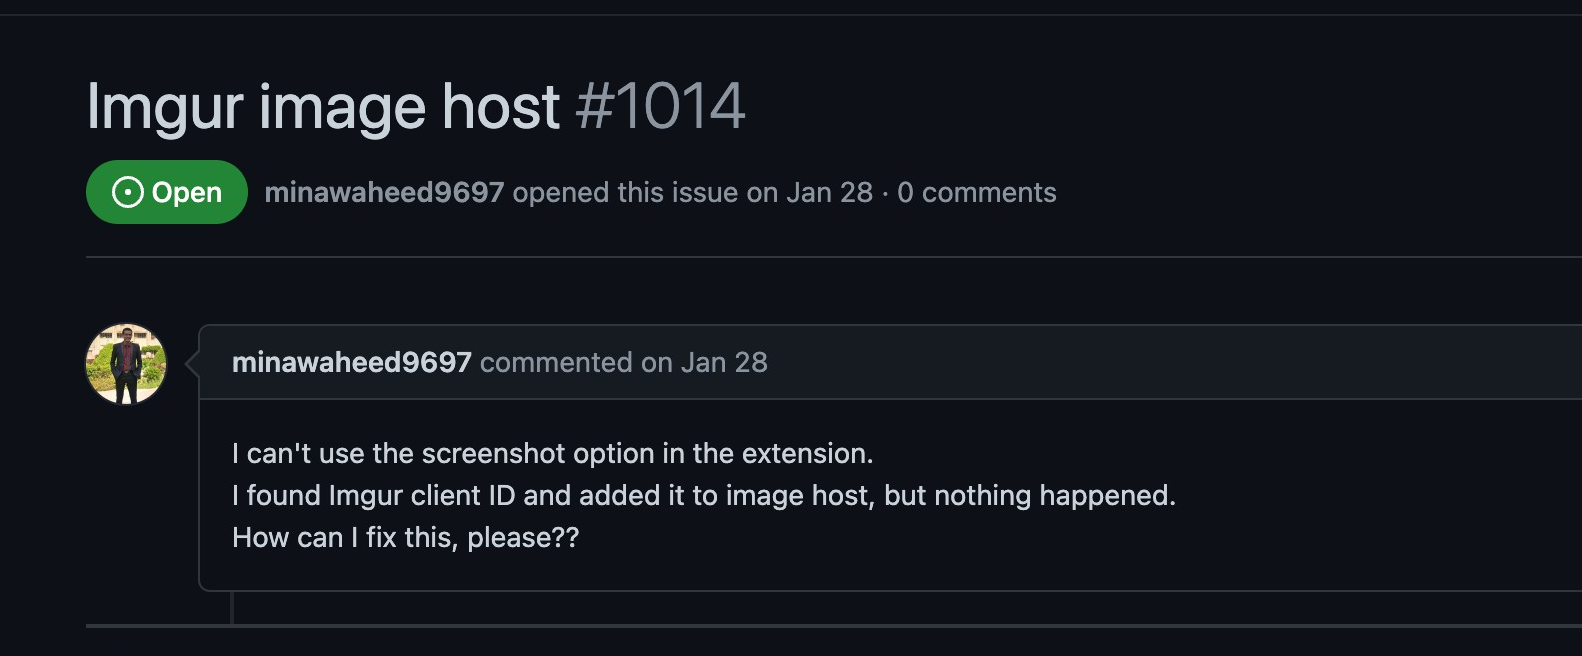 Imgur image host #1014
Open minawaheed9697 opened this issue on Jan 28 · 0 comments
minawaheed9697 commented on Jan 28
I can't use the screenshot option in the extension.
I found Imgur client ID and added it to image host, but nothing happened.
How can I fix this, please??